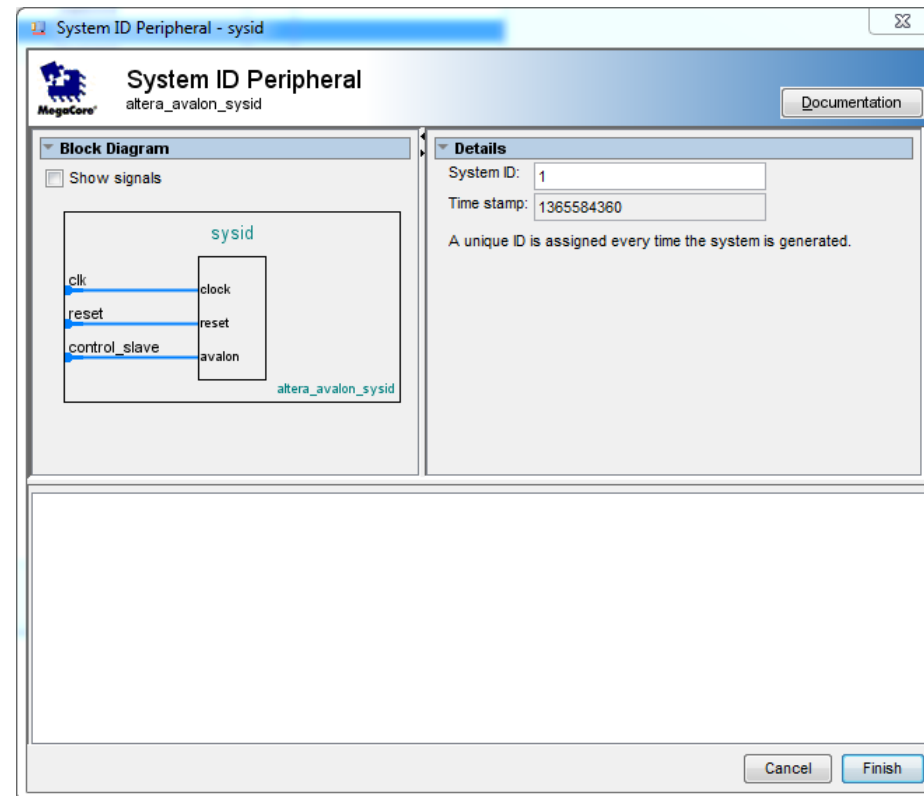 System ID Peripheral - sysid
System ID Peripheral
altera_avalon_sysid
MegaCore®
Documentation
Block Diagram
Show signals
sysid
clk
clock
reset
reset
control_slave
avalon
altera_avalon_sysid
Details
System ID:
1
Time stamp:
1365584360
A unique ID is assigned every time the system is generated.
Cancel
Finish